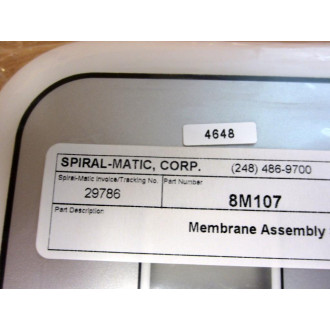 4648
SPIRAL-MATIC, CORP. (248) 486-9700
Spiral-Matic Invoice/Tracking No. Part Number
29786 8M107
Part Description
Membrane Assembly